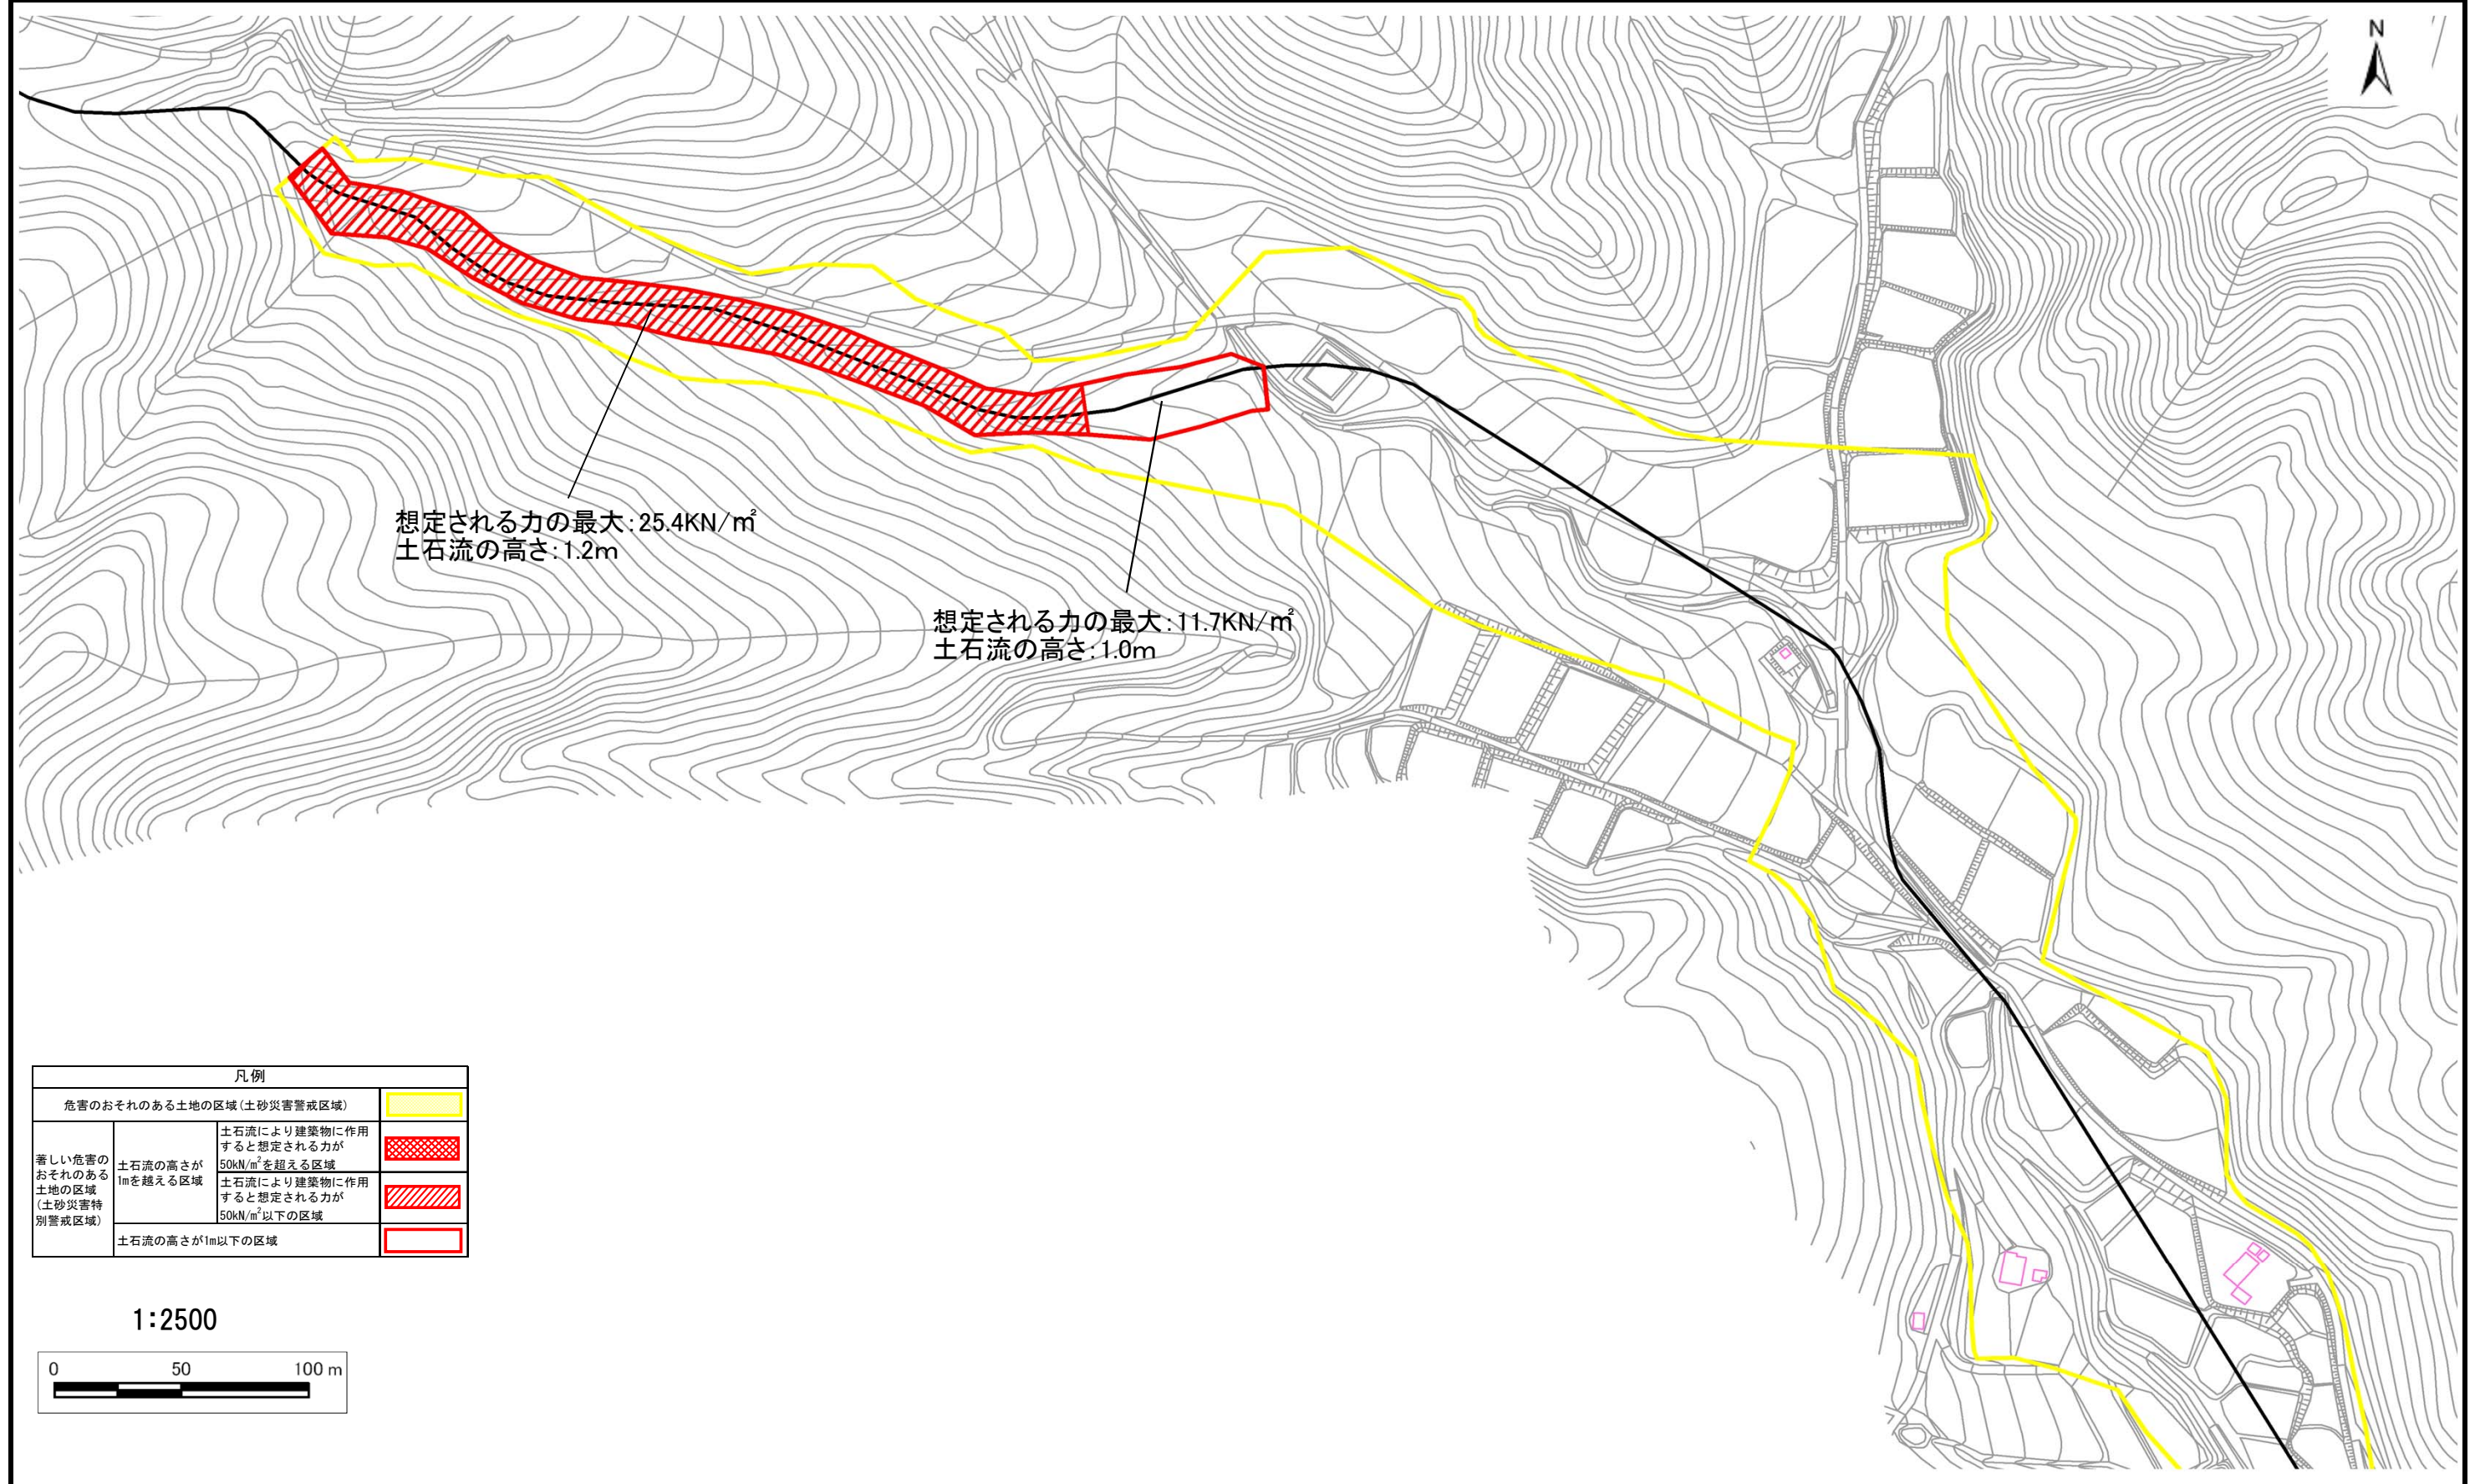 N
想定される力の最大：25.4KN/㎡
土石流の高さ：1.2m
想定される力の最大：11.7KN/㎡
土石流の高さ：1.0m
凡例
危害のおそれのある土地の区域（土砂災害警戒区域）
著しい危害の
おそれのある
土地の区域
（土砂災害特
別警戒区域）
土石流の高さが
1mを越える区域
土石流により建築物に作用
すると想定される力が
50kN/m²を超える区域
土石流により建築物に作用
すると想定される力が
50kN/m²以下の区域
土石流の高さが1m以下の区域
1:2500
0 50 100 m